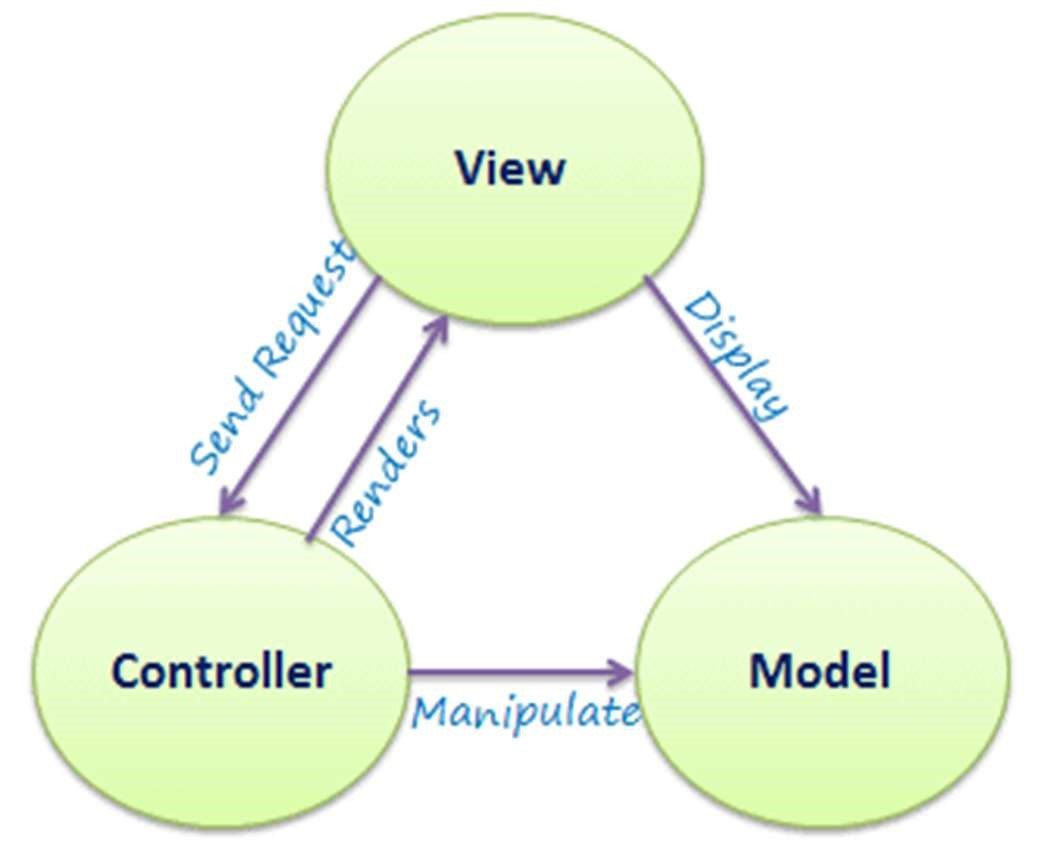 View
Send Request
Display
Renders
Controller
Model
Manipulate